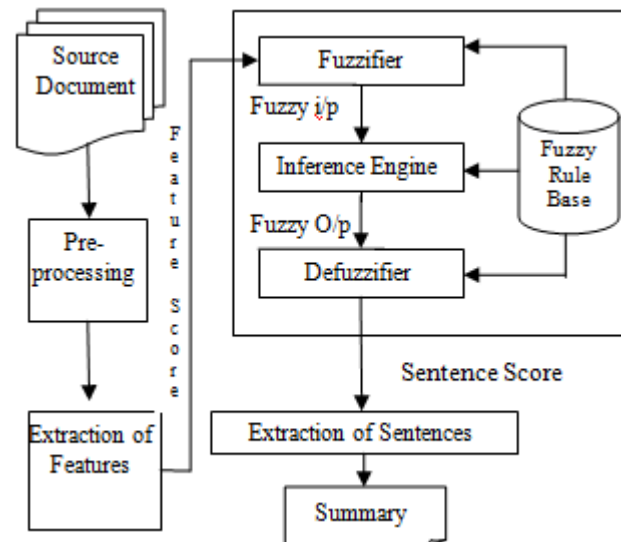 Source
Document
Pre-
processing
Extraction of
Features
Feature Score
Fuzzifier
Fuzzy i/p
Inference Engine
Fuzzy O/p
Defuzzifier
Fuzzy
Rule
Base
Sentence Score
Extraction of Sentences
Summary